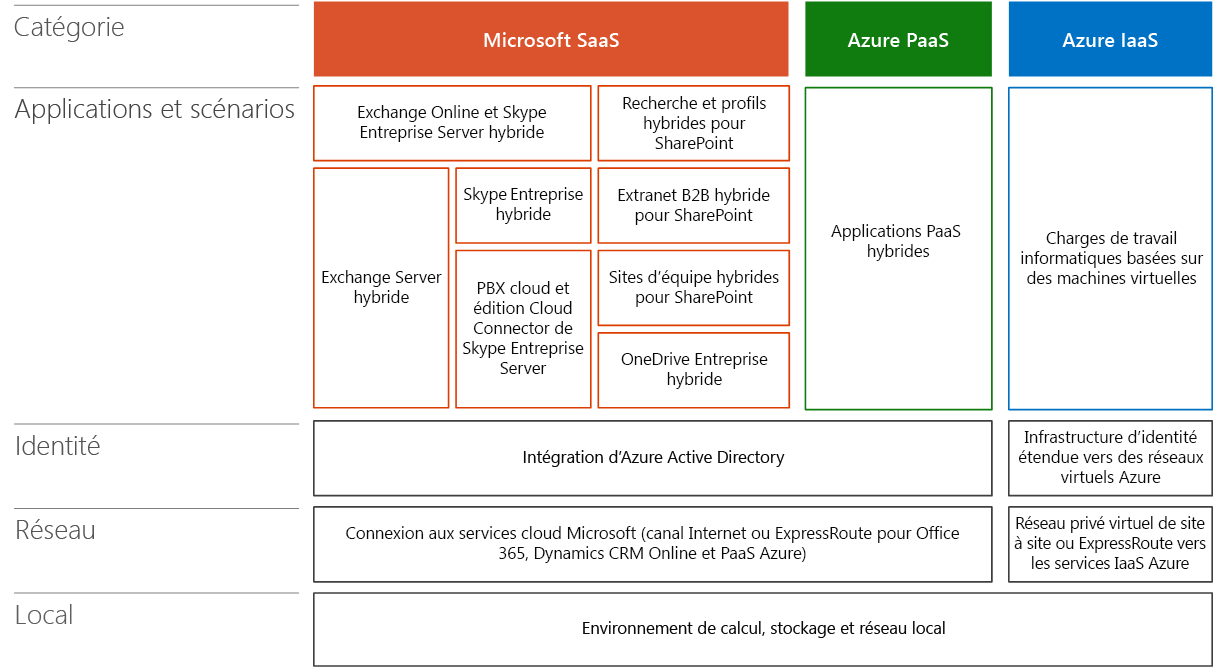 Catégorie
Microsoft SaaS
Azure PaaS
Azure IaaS
Applications et scénarios
Exchange Online et Skype
Entreprise Server hybride
Recherche et profils
hybrides pour
SharePoint
Exchange Server
hybride
Skype Entreprise
hybride
PBX cloud et
édition Cloud
Connector de
Skype Entreprise
Server
Extranet B2B hybride
pour SharePoint
Sites d’équipe hybrides
pour SharePoint
OneDrive Entreprise
hybride
Applications PaaS
hybrides
Charges de travail
informatiques basées sur
des machines virtuelles
Identité
Intégration d’Azure Active Directory
Infrastructure d’identité
étendue vers des réseaux
virtuels Azure
Réseau
Connexion aux services cloud Microsoft (canal Internet ou ExpressRoute pour Office
365, Dynamics CRM Online et PaaS Azure)
Réseau privé virtuel de site
à site ou ExpressRoute vers
les services IaaS Azure
Local
Environnement de calcul, stockage et réseau local